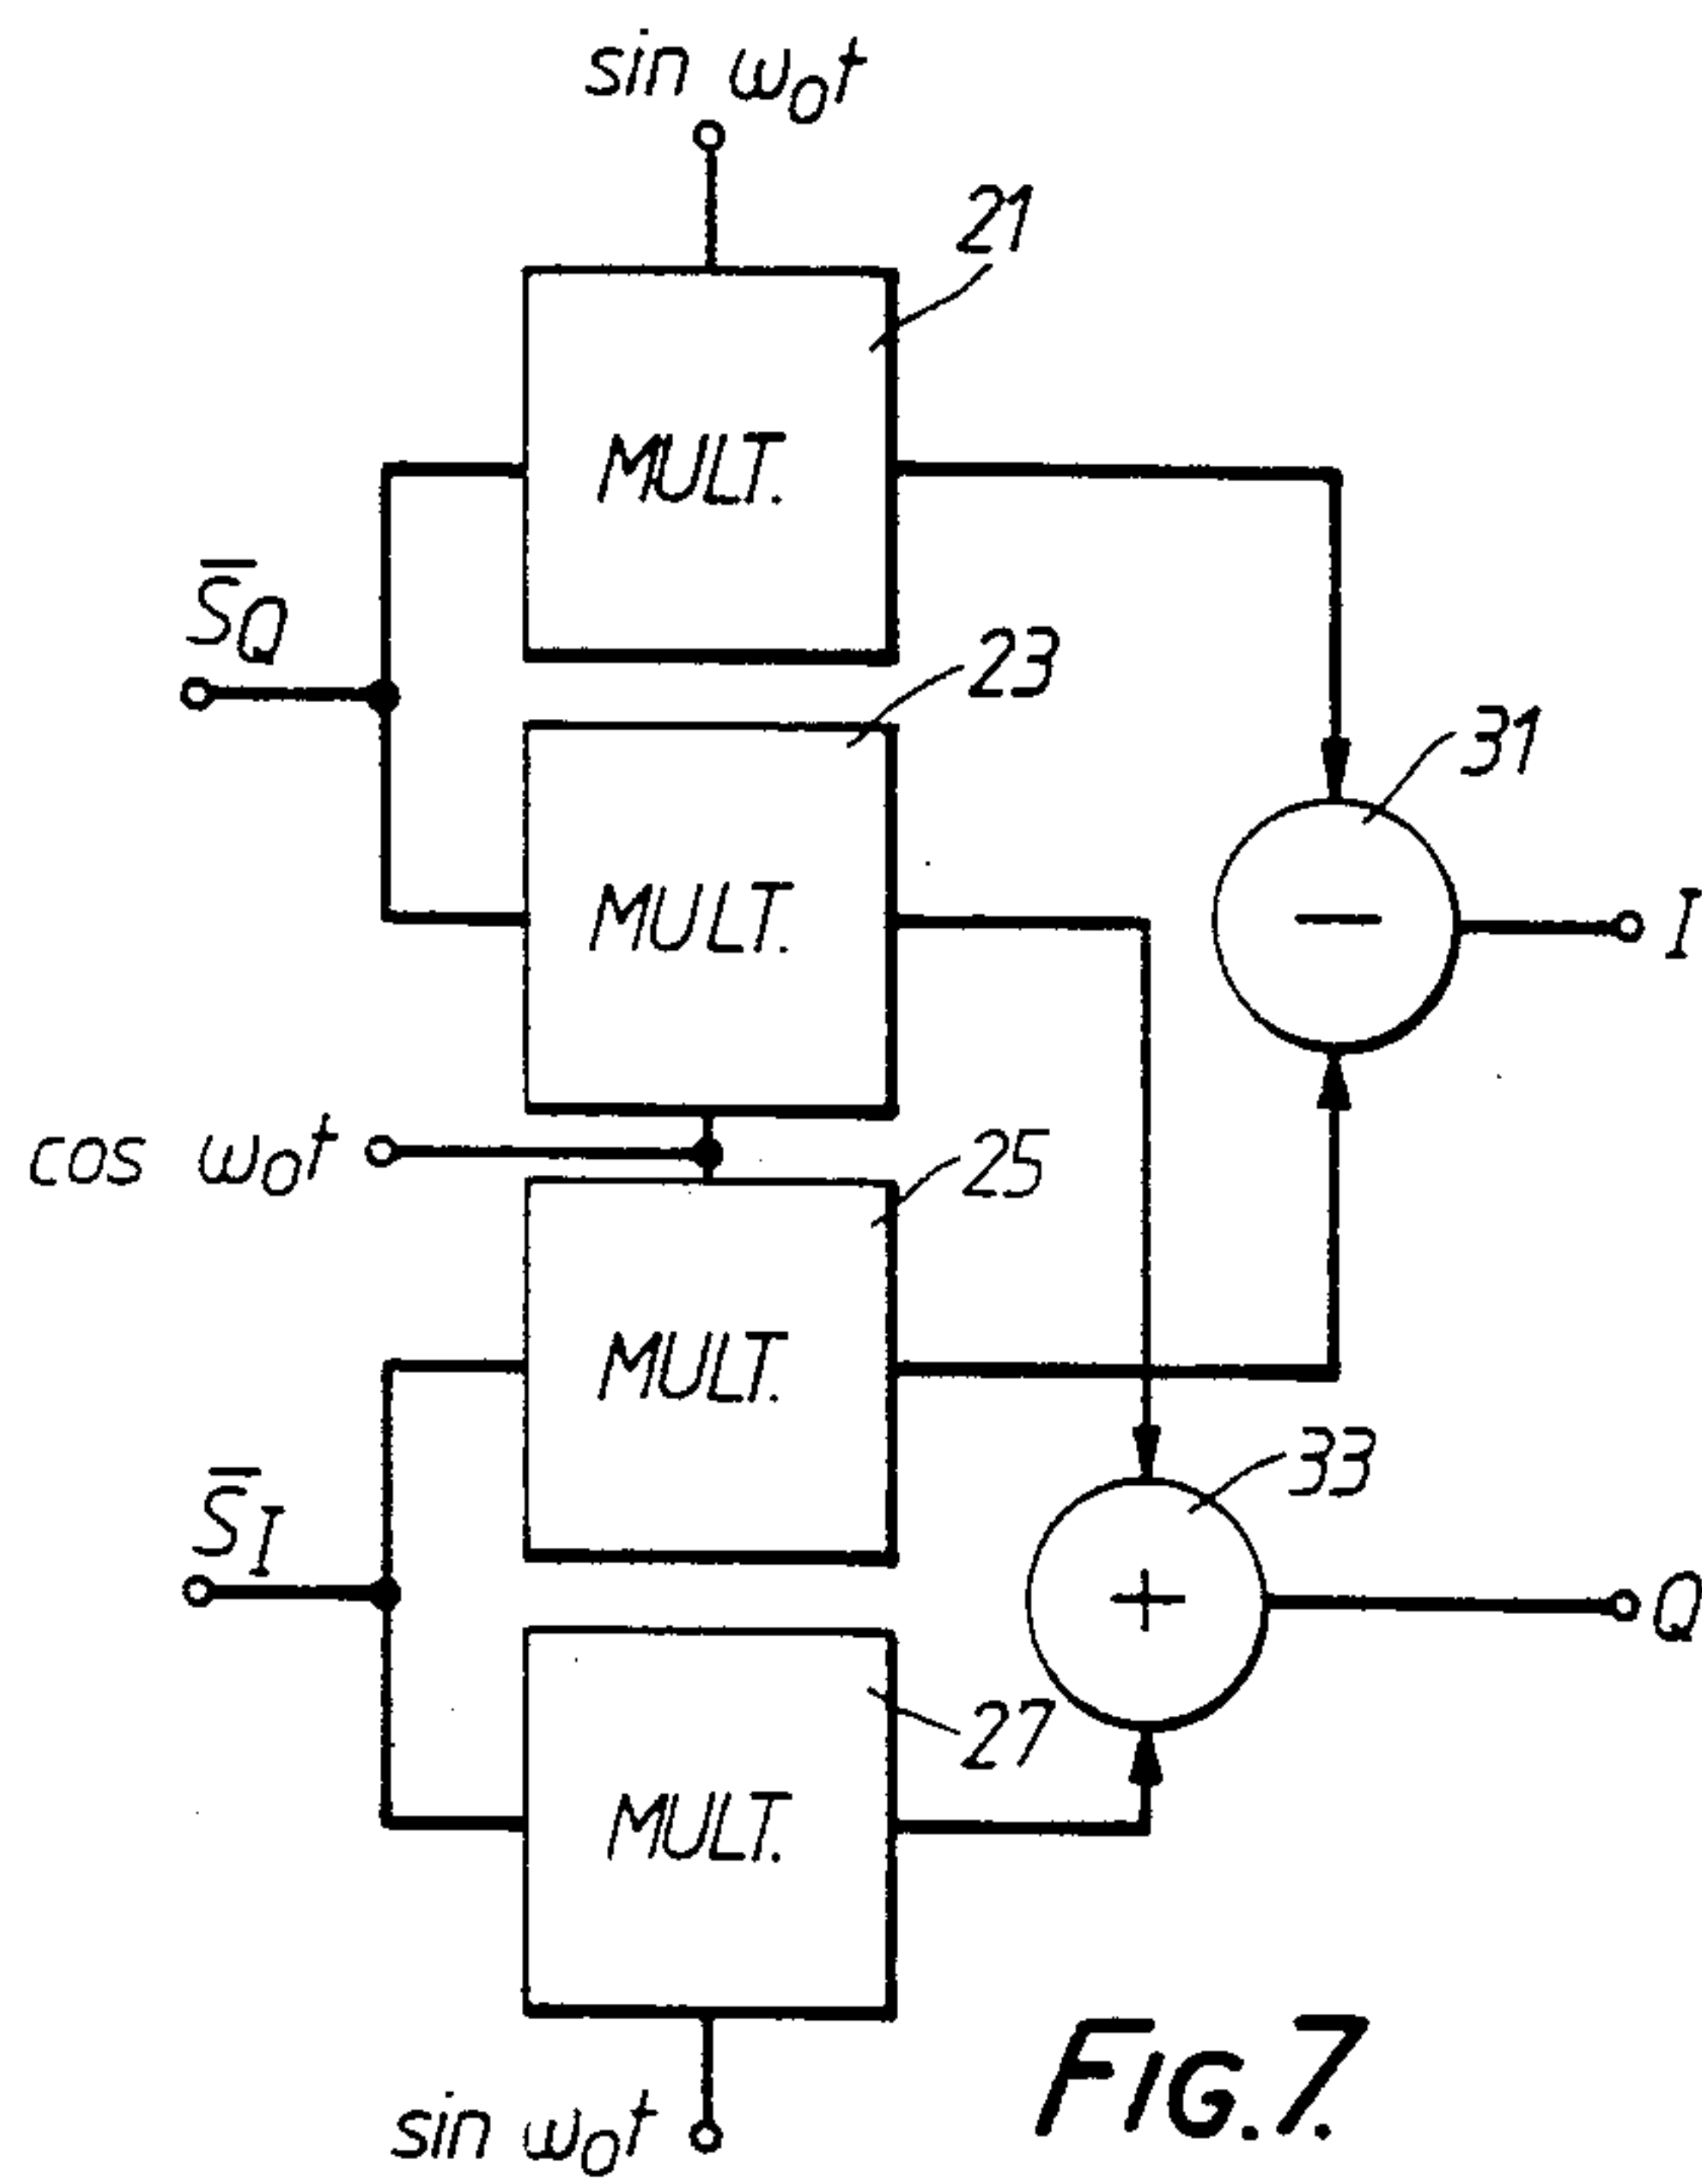 sin ω₀t
21
MULT.
S̅Q
23
31
MULT.
−
I
cos ω₀t
25
MULT.
33
S̅I
+
Q
27
MULT.
sin ω₀t
FIG.7.